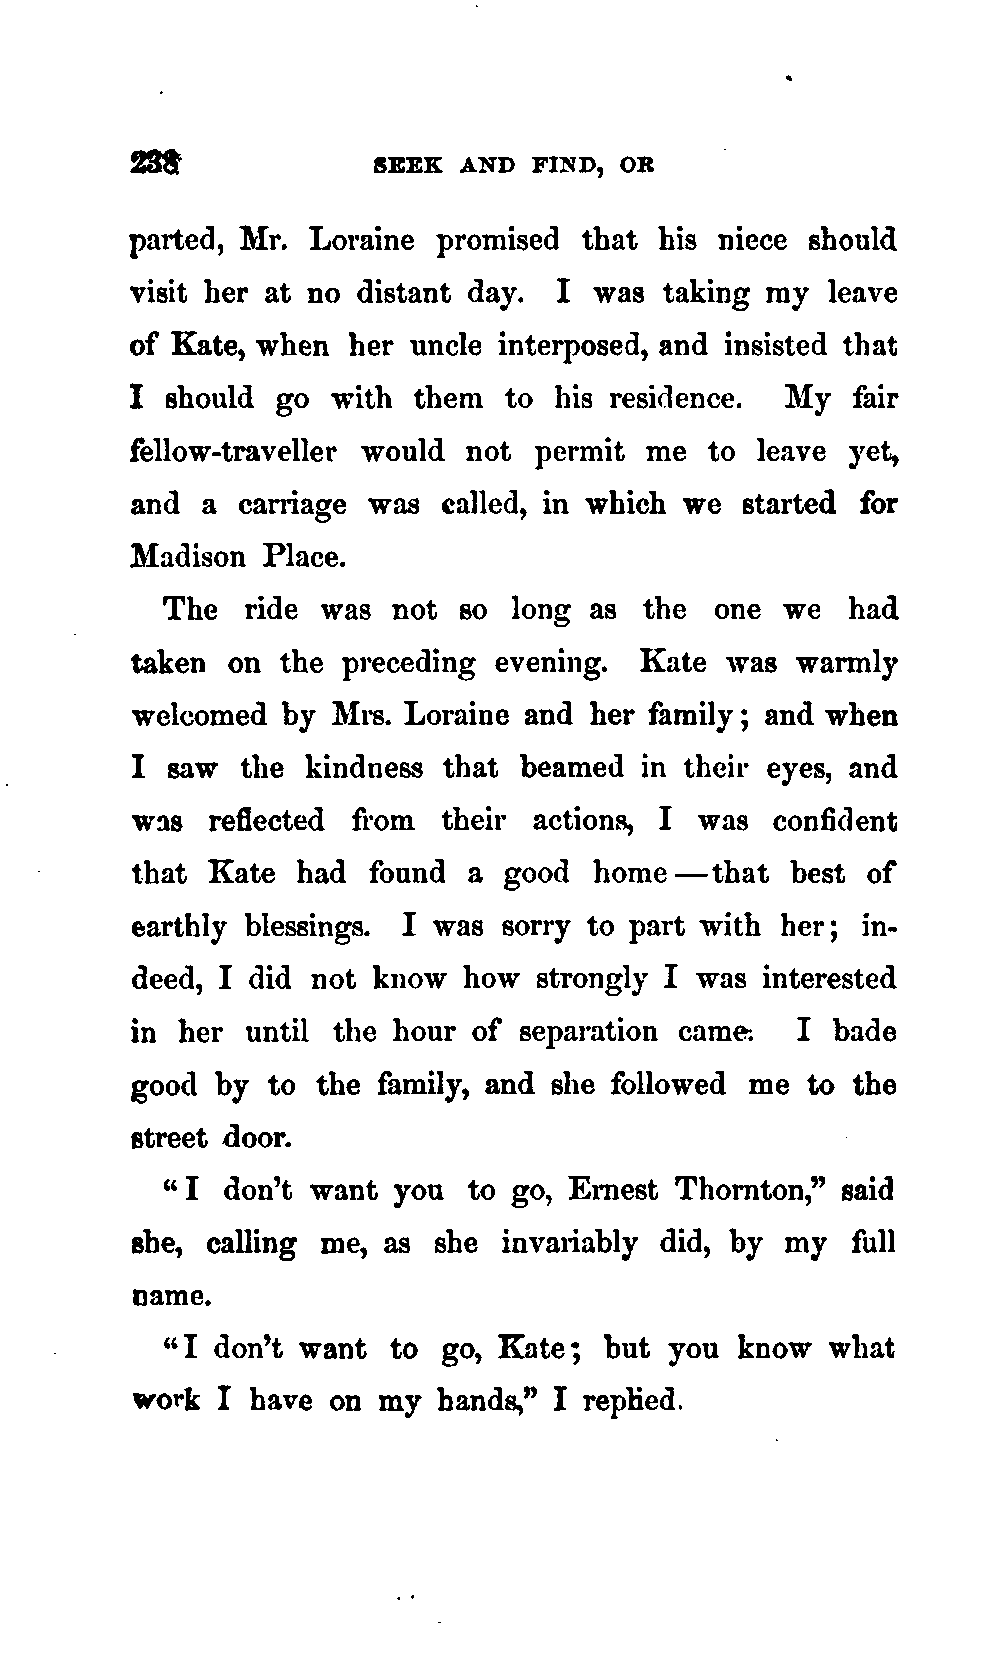 238 SEEK AND FIND, OR
parted, Mr. Loraine promised that his niece should
visit her at no distant day. I was taking my leave
of Kate, when her uncle interposed, and insisted that
I should go with them to his residence. My fair
fellow-traveller would not permit me to leave yet,
and a carriage was called, in which we started for
Madison Place.
The ride was not so long as the one we had
taken on the preceding evening. Kate was warmly
welcomed by Mrs. Loraine and her family; and when
I saw the kindness that beamed in their eyes, and
was reflected from their actions, I was confident
that Kate had found a good home — that best of
earthly blessings. I was sorry to part with her; in-
deed, I did not know how strongly I was interested
in her until the hour of separation came. I bade
good by to the family, and she followed me to the
street door.
“I don’t want you to go, Ernest Thornton,” said
she, calling me, as she invariably did, by my full
name.
“I don’t want to go, Kate; but you know what
work I have on my hands,” I replied.